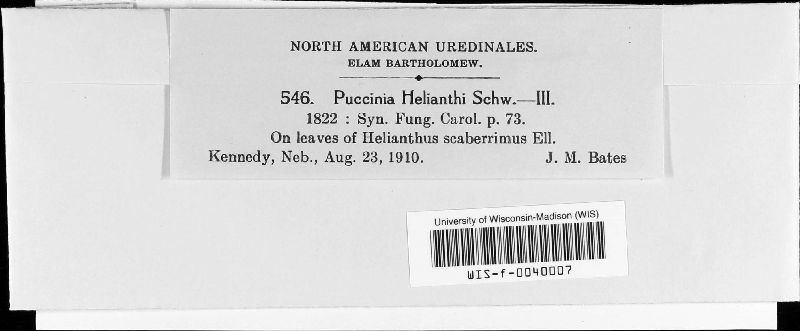 NORTH AMERICAN UREDINALES.
ELAM BARTHOLOMEW.
546. Puccinia Helianthi Schw.—III.
1822 : Syn. Fung. Carol. p. 73.
On leaves of Helianthus scaberrimus Ell.
Kennedy, Neb., Aug. 23, 1910. J. M. Bates
University of Wisconsin-Madison (WIS)
WIS-f-0040007